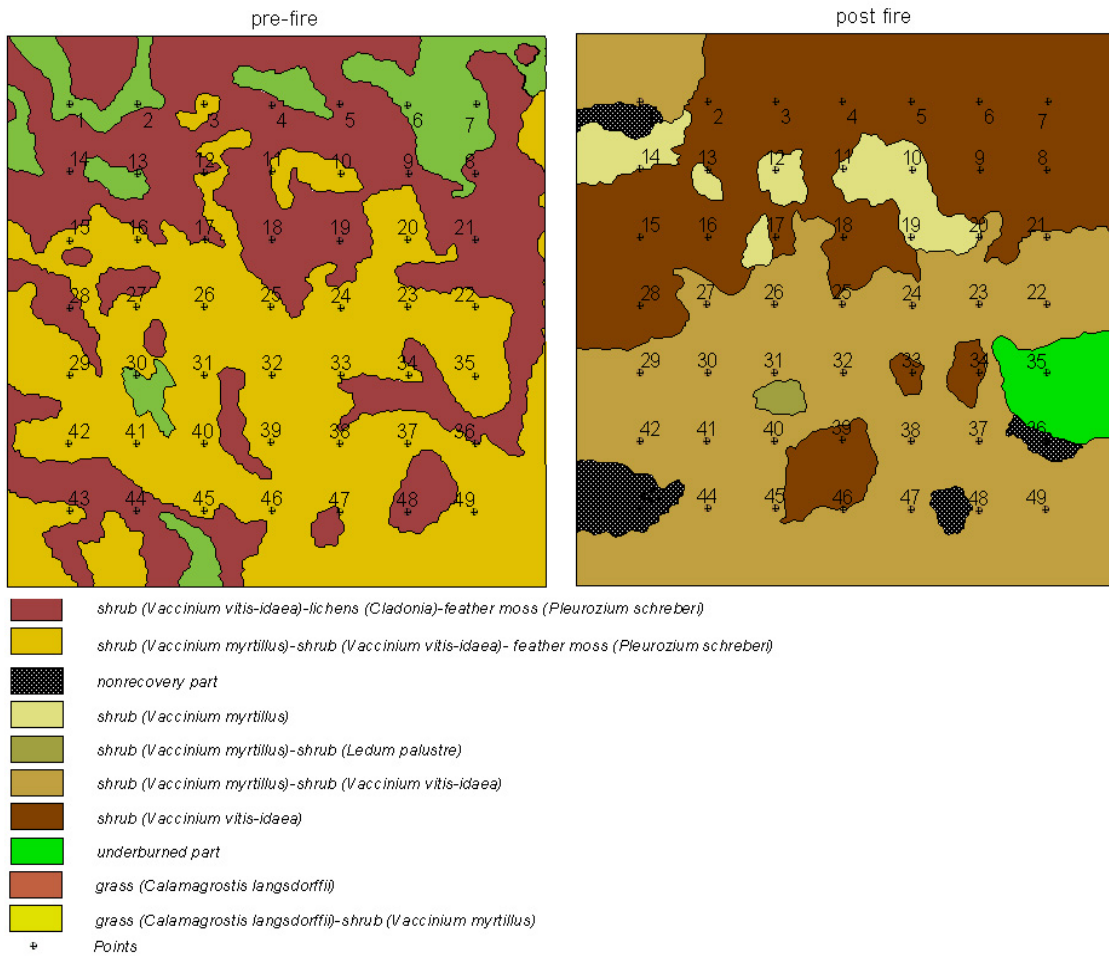 pre-fire
post fire
1 2 3 4 5 6 7
14 13 12 11 10 9 8
15 16 17 18 19 20 21
28 27 26 25 24 23 22
29 30 31 32 33 34 35
42 41 40 39 38 37 36
43 44 45 46 47 48 49
2 3 4 5 6 7
14 13 12 11 10 9 8
15 16 17 18 19 20 21
28 27 26 25 24 23 22
29 30 31 32 33 34 35
42 41 40 39 38 37 36
44 45 46 47 48 49
shrub (Vaccinium vitis-idaea)-lichens (Cladonia)-feather moss (Pleurozium schreberi)
shrub (Vaccinium myrtillus)-shrub (Vaccinium vitis-idaea)- feather moss (Pleurozium schreberi)
nonrecovery part
shrub (Vaccinium myrtillus)
shrub (Vaccinium myrtillus)-shrub (Ledum palustre)
shrub (Vaccinium myrtillus)-shrub (Vaccinium vitis-idaea)
shrub (Vaccinium vitis-idaea)
underburned part
grass (Calamagrostis langsdorffii)
grass (Calamagrostis langsdorffii)-shrub (Vaccinium myrtillus)
Points